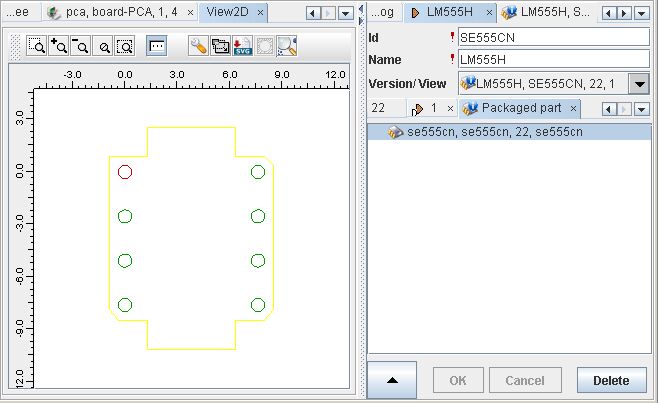 ...ee pca, board-PCA, 1, 4 View2D
SVG
-3.0 0.0 3.0 6.0 9.0 12.0
3.0
0.0
-3.0
-6.0
-9.0
12.0
...og LM555H LM555H, S...
Id ! SE555CN
Name ! LM555H
Version/ View LM555H, SE555CN, 22, 1
22 1 Packaged part
se555cn, se555cn, 22, se555cn
OK Cancel Delete